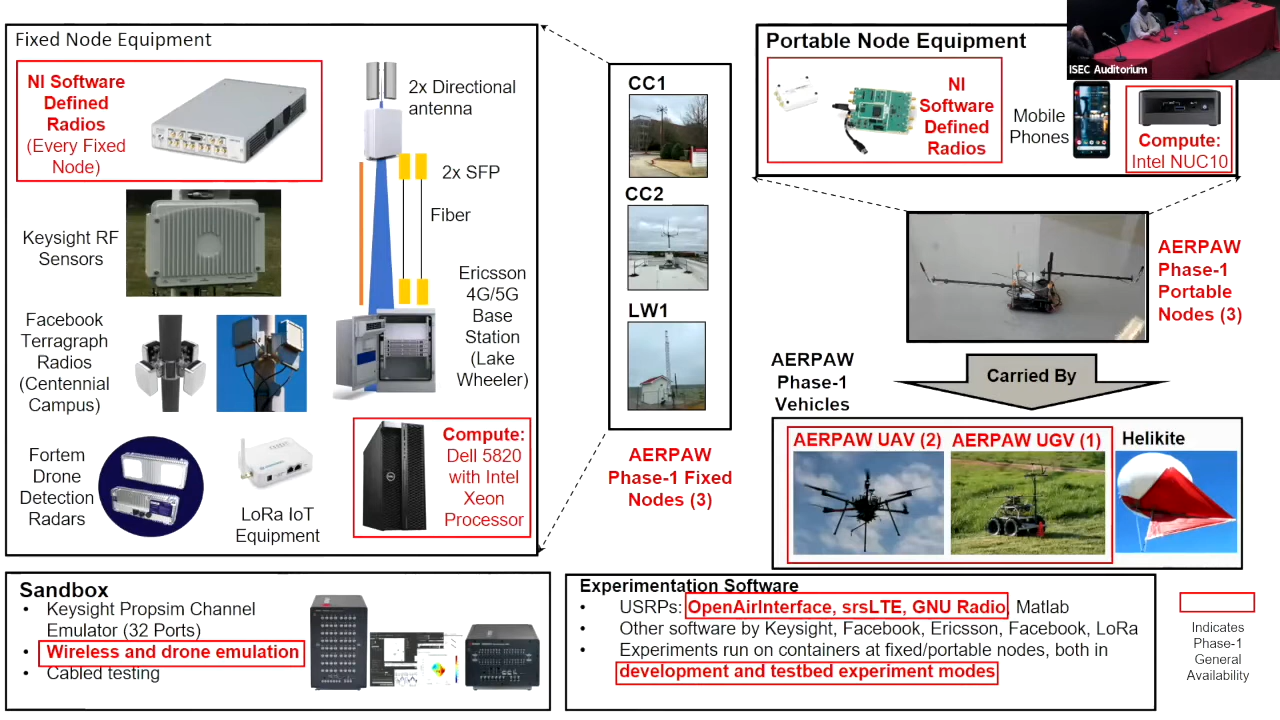 Fixed Node Equipment
NI Software
Defined
Radios
(Every Fixed
Node)
2x Directional
antenna
2x SFP
Fiber
Keysight RF
Sensors
Ericsson
4G/5G
Base
Station
(Lake
Wheeler)
Facebook
Terragraph
Radios
(Centennial
Campus)
Fortem
Drone
Detection
Radars
LoRa IoT
Equipment
Compute:
Dell 5820
with Intel
Xeon
Processor
CC1
CC2
LW1
AERPAW
Phase-1 Fixed
Nodes (3)
Portable Node Equipment
ISEC Auditorium
NI
Software
Defined
Radios
Mobile
Phones
Compute:
Intel NUC10
AERPAW
Phase-1
Portable
Nodes (3)
Carried By
AERPAW
Phase-1
Vehicles
AERPAW UAV (2)
AERPAW UGV (1)
Helikite
Sandbox
• Keysight Propsim Channel
Emulator (32 Ports)
• Wireless and drone emulation
• Cabled testing
Experimentation Software
• USRPs: OpenAirInterface, srsLTE, GNU Radio, Matlab
• Other software by Keysight, Facebook, Ericsson, Facebook, LoRa
• Experiments run on containers at fixed/portable nodes, both in
development and testbed experiment modes
Indicates
Phase-1
General
Availability